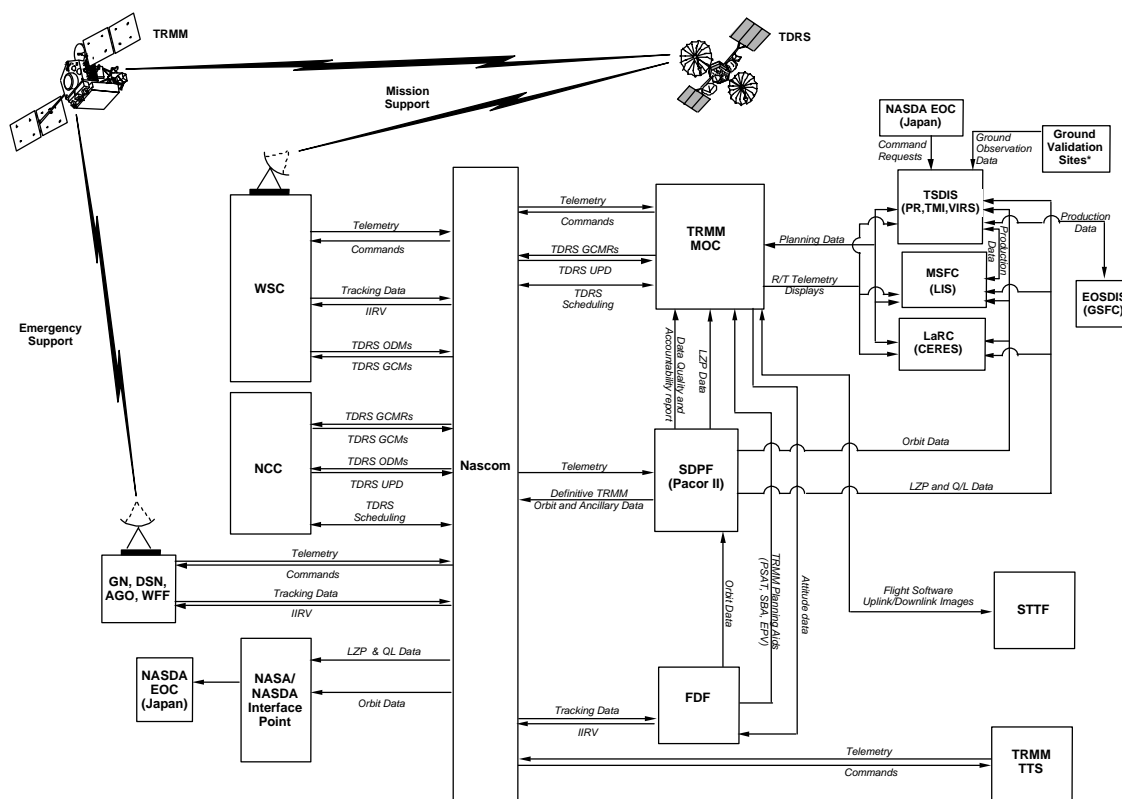 TRMM
TDRS
Mission
Support
Emergency
Support
NASDA EOC
(Japan)
Command
Requests
Ground
Observation
Data
Ground
Validation
Sites*
TSDIS
(PR,TMI,VIRS)
Production
Data
Production
Data
MSFC
(LIS)
EOSDIS
(GSFC)
LaRC
(CERES)
WSC
Telemetry
Commands
Tracking Data
IIRV
TDRS ODMs
TDRS GCMs
NCC
TDRS GCMRs
TDRS GCMs
TDRS ODMs
TDRS UPD
TDRS
Scheduling
GN, DSN,
AGO, WFF
Telemetry
Commands
Tracking Data
IIRV
NASDA
EOC
(Japan)
NASA/
NASDA
Interface
Point
LZP & QL Data
Orbit Data
Nascom
Telemetry
Commands
TDRS GCMRs
TDRS UPD
TDRS
Scheduling
TRMM
MOC
Planning Data
R/T Telemetry
Displays
Data Quality and
Accountability report
LZP Data
Telemetry
Definitive TRMM
Orbit and Ancillary Data
SDPF
(Pacor II)
Orbit Data
LZP and Q/L Data
Orbit Data
TRMM Planning Aids
(PSAT, SBA, EPV)
Attitude data
Flight Software
Uplink/Downlink Images
STTF
FDF
Tracking Data
IIRV
Telemetry
Commands
TRMM
TTS